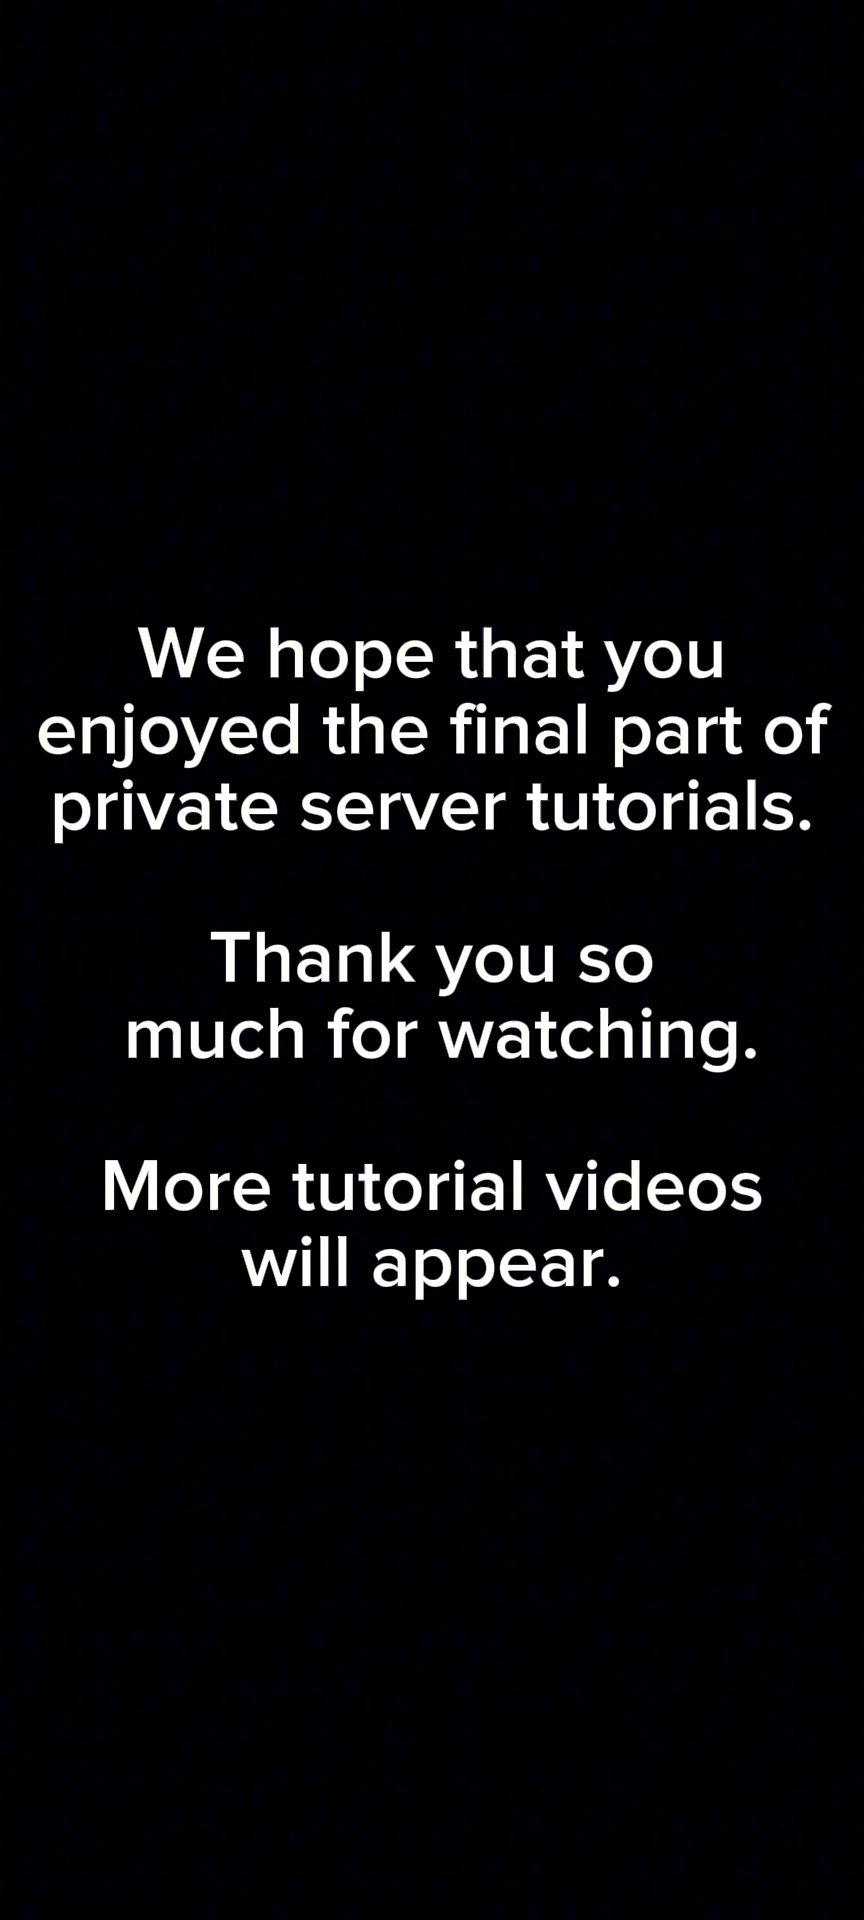 We hope that you
enjoyed the final part of
private server tutorials.
Thank you so
much for watching.
More tutorial videos
will appear.